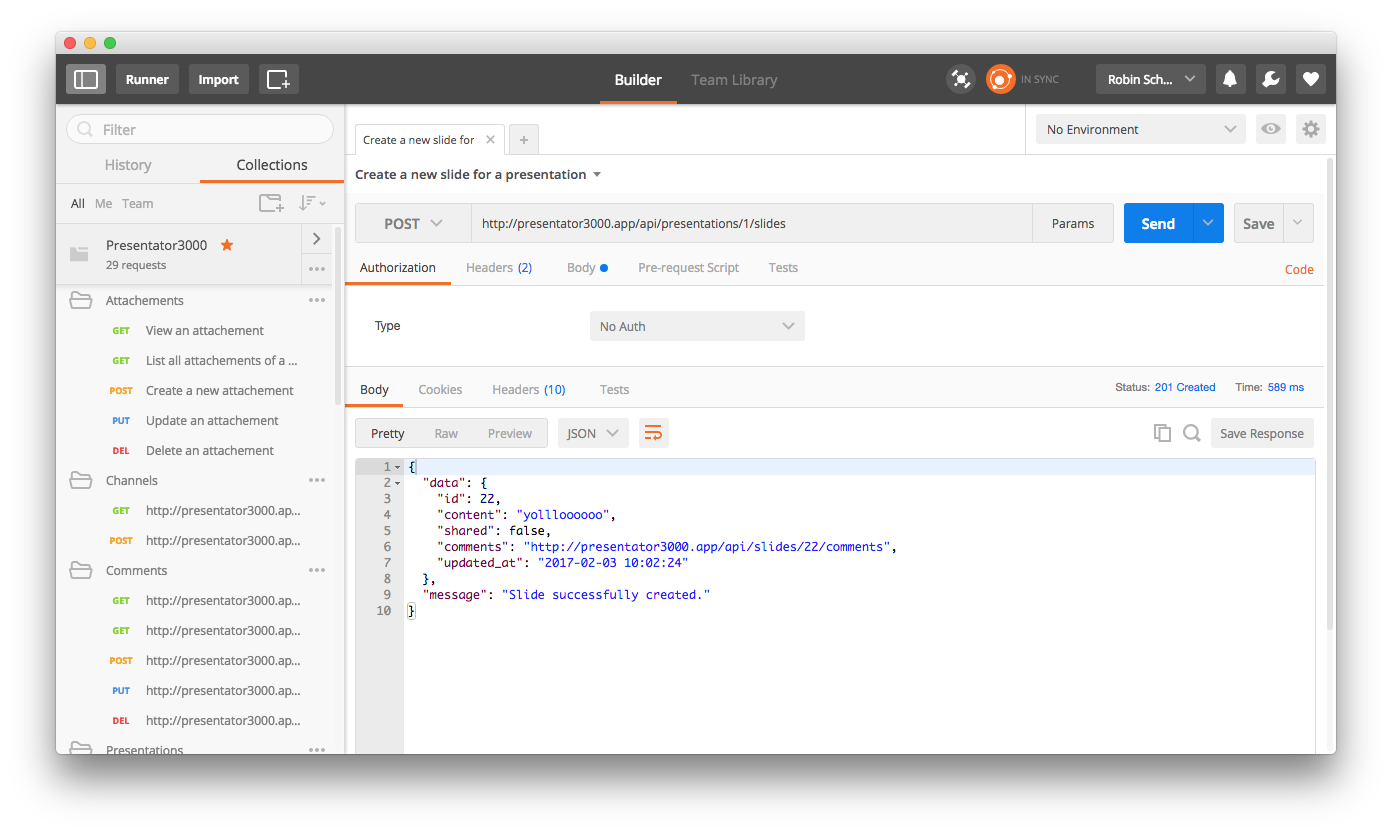 Runner
Import
Builder
Team Library
IN SYNC
Robin Sch...
Filter
History
Collections
All Me Team
Presentator3000
29 requests
Attachements
GET View an attachement
GET List all attachements of a ...
POST Create a new attachement
PUT Update an attachement
DEL Delete an attachement
Channels
GET http://presentator3000.ap...
POST http://presentator3000.ap...
Comments
GET http://presentator3000.ap...
GET http://presentator3000.ap...
POST http://presentator3000.ap...
PUT http://presentator3000.ap...
DEL http://presentator3000.ap...
Presentations
Create a new slide for
No Environment
Create a new slide for a presentation
POST http://presentator3000.app/api/presentations/1/slides Params Send Save
Authorization Headers (2) Body Pre-request Script Tests Code
Type No Auth
Body Cookies Headers (10) Tests Status: 201 Created Time: 589 ms
Pretty Raw Preview JSON Save Response
1 {
2 "data": {
3 "id": 22,
4 "content": "yollloooooo",
5 "shared": false,
6 "comments": "http://presentator3000.app/api/slides/22/comments",
7 "updated_at": "2017-02-03 10:02:24"
8 },
9 "message": "Slide successfully created."
10 }